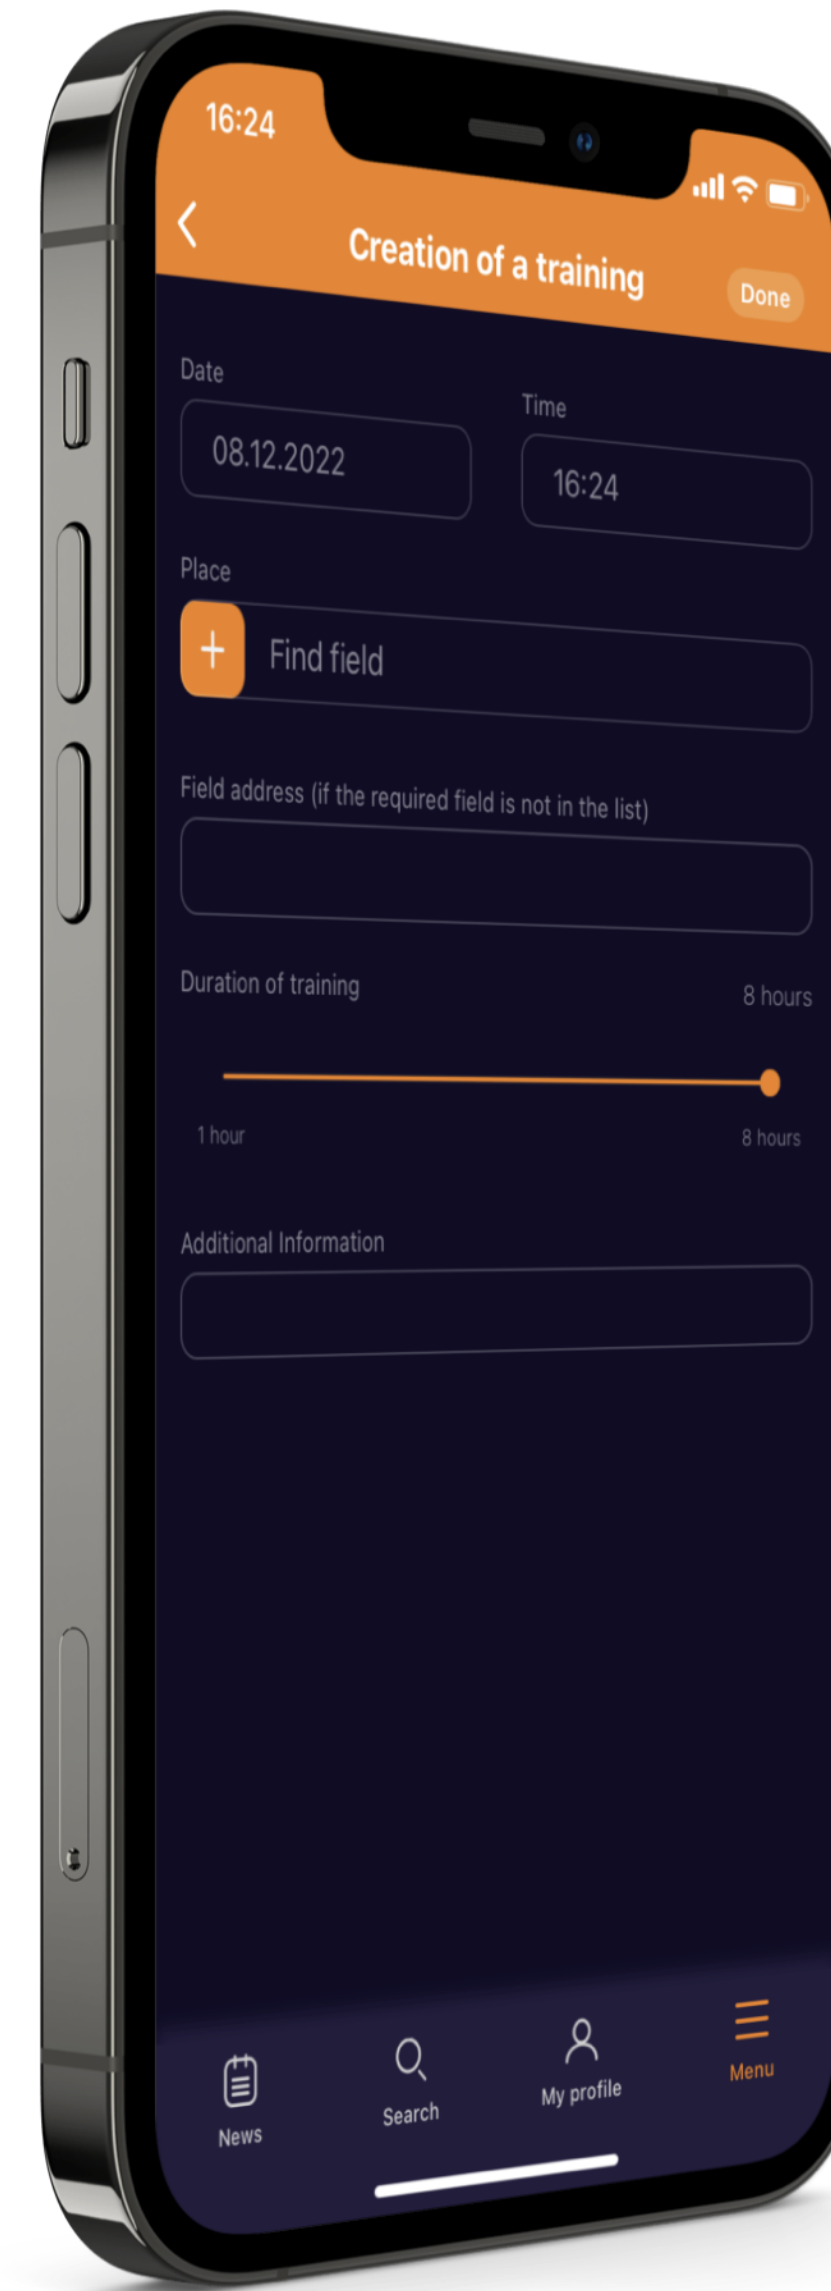 16:24
Creation of a training
Done
Date
Time
08.12.2022
16:24
Place
Find field
Field address (if the required field is not in the list)
Duration of training
8 hours
1 hour
8 hours
Additional Information
News
Search
My profile
Menu